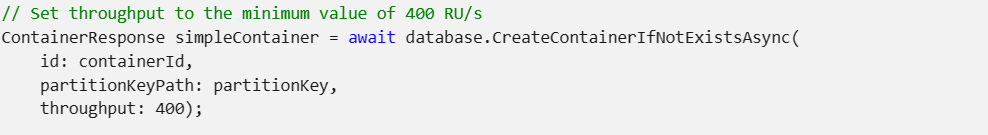 // Set throughput to the minimum value of 400 RU/s
ContainerResponse simpleContainer = await database.CreateContainerIfNotExistsAsync(
    id: containerId,
    partitionKeyPath: partitionKey,
    throughput: 400);